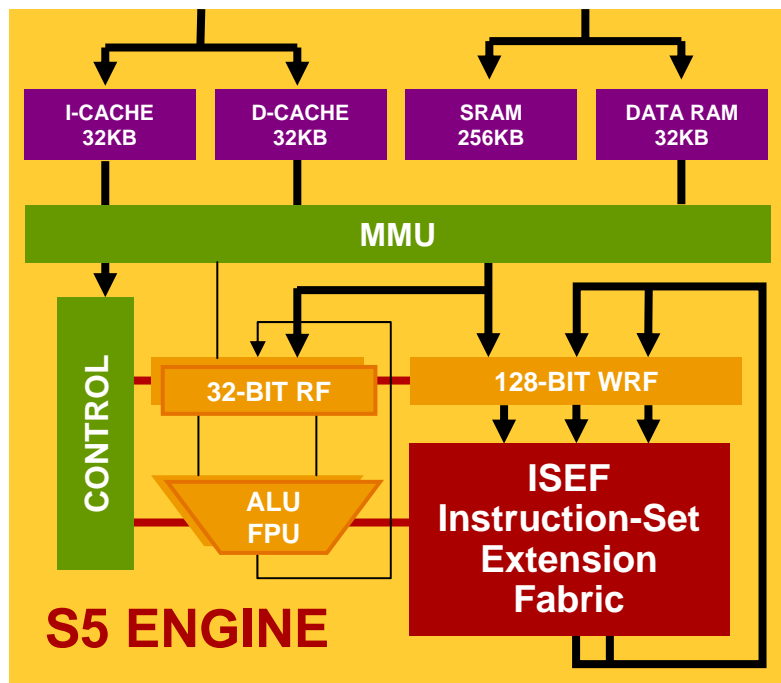 I-CACHE
32KB
D-CACHE
32KB
SRAM
256KB
DATA RAM
32KB
MMU
CONTROL
32-BIT RF
128-BIT WRF
ALU
FPU
ISEF
Instruction-Set
Extension
Fabric
S5 ENGINE